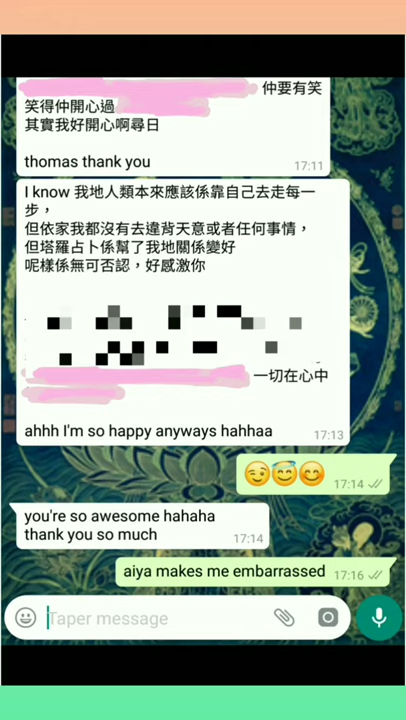 仲要有笑
笑得仲開心過
其實我好開心啊尋日
thomas thank you
17:11
I know 我地人類本來應該係靠自己去走每一
步，
但依家我都沒有去違背天意或者任何事情，
但塔羅占卜係幫了我地關係變好
呢樣係無可否認，好感激你
一切在心中
ahhh I'm so happy anyways hahhaa
17:13
😉😇😊
17:14
you're so awesome hahaha
thank you so much
17:14
aiya makes me embarrassed
17:16
Taper message